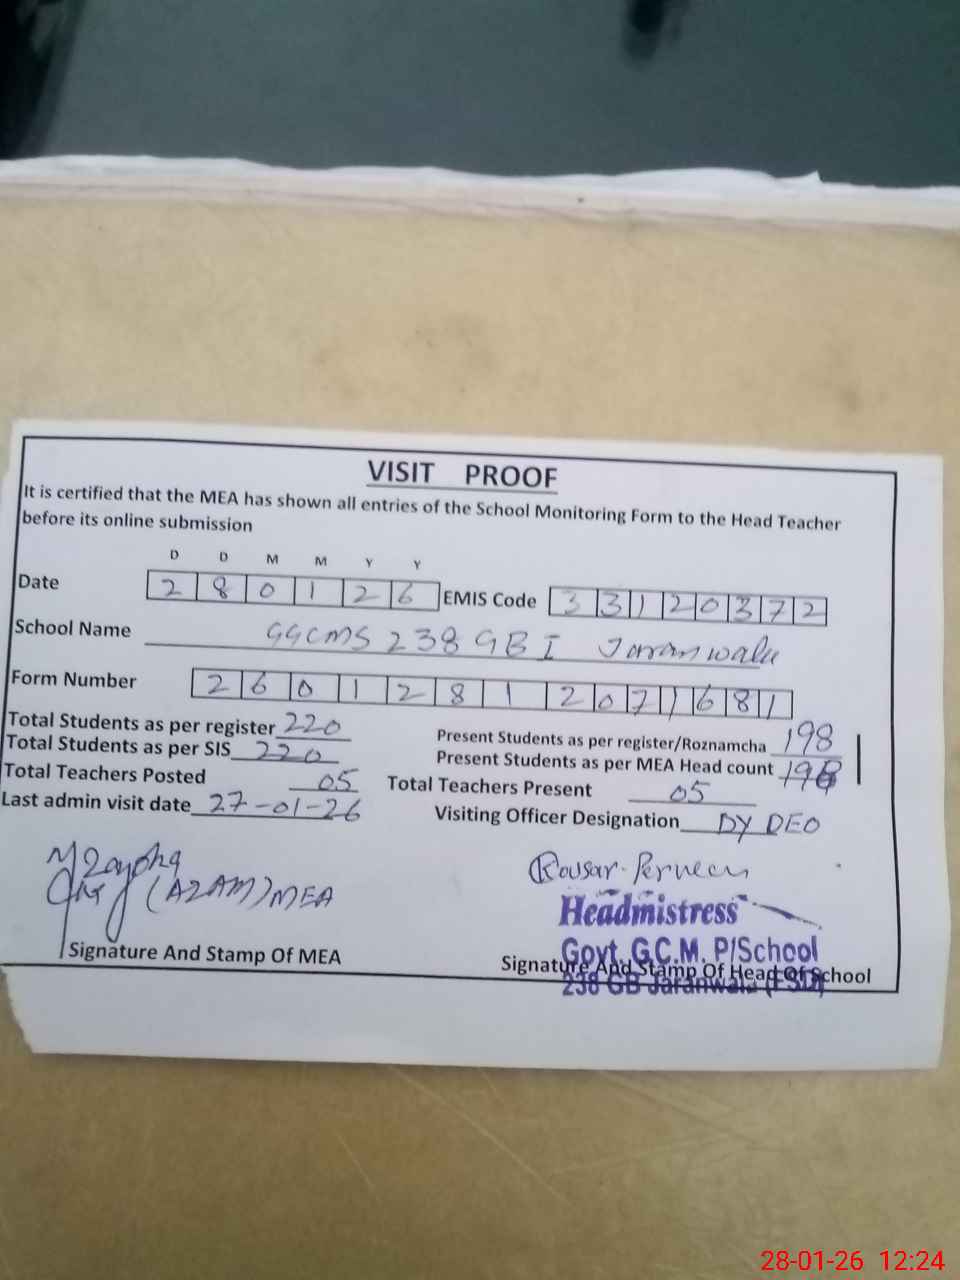 VISIT PROOF
It is certified that the MEA has shown all entries of the School Monitoring Form to the Head Teacher
before its online submission
D D M M Y Y
Date 2 8 0 1 2 6 EMIS Code 3 3 1 2 0 3 7 2
School Name GGCMS 238 GB I Jaranwala
Form Number 2 6 0 1 2 8 1 2 0 7 1 6 8 1
Total Students as per register 220 Present Students as per register/Roznamcha 198
Total Students as per SIS 220 Present Students as per MEA Head count 198
Total Teachers Posted 05 Total Teachers Present 05
Last admin visit date 27-01-26 Visiting Officer Designation DY DEO
(AZAM) MEA
Kousar Perveen
Headmistress
Govt. G.C.M. P/School
238 GB Jaranwala (FSD)
Signature And Stamp Of MEA Signature And Stamp Of Head Of School
28-01-26 12:24